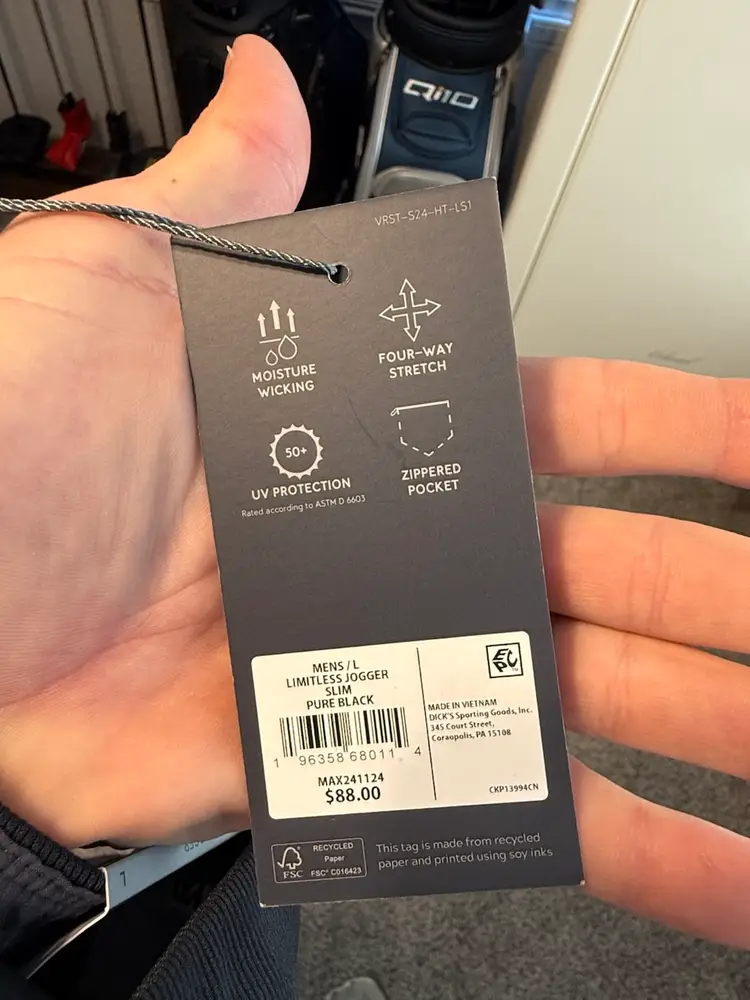 QiiO
VRST-S24-HT-LS1
MOISTURE
WICKING
FOUR-WAY
STRETCH
50+
UV PROTECTION
Rated according to ASTM D 6603
ZIPPERED
POCKET
MENS / L
LIMITLESS JOGGER
SLIM
PURE BLACK
1 96358 68011 4
MAX241124
$88.00
EPC
TM
MADE IN VIETNAM
DICK'S Sporting Goods, Inc.
345 Court Street,
Coraopolis, PA 15108
CKP13994CN
FSC
RECYCLED
Paper
FSC® C016423
This tag is made from recycled
paper and printed using soy inks
L